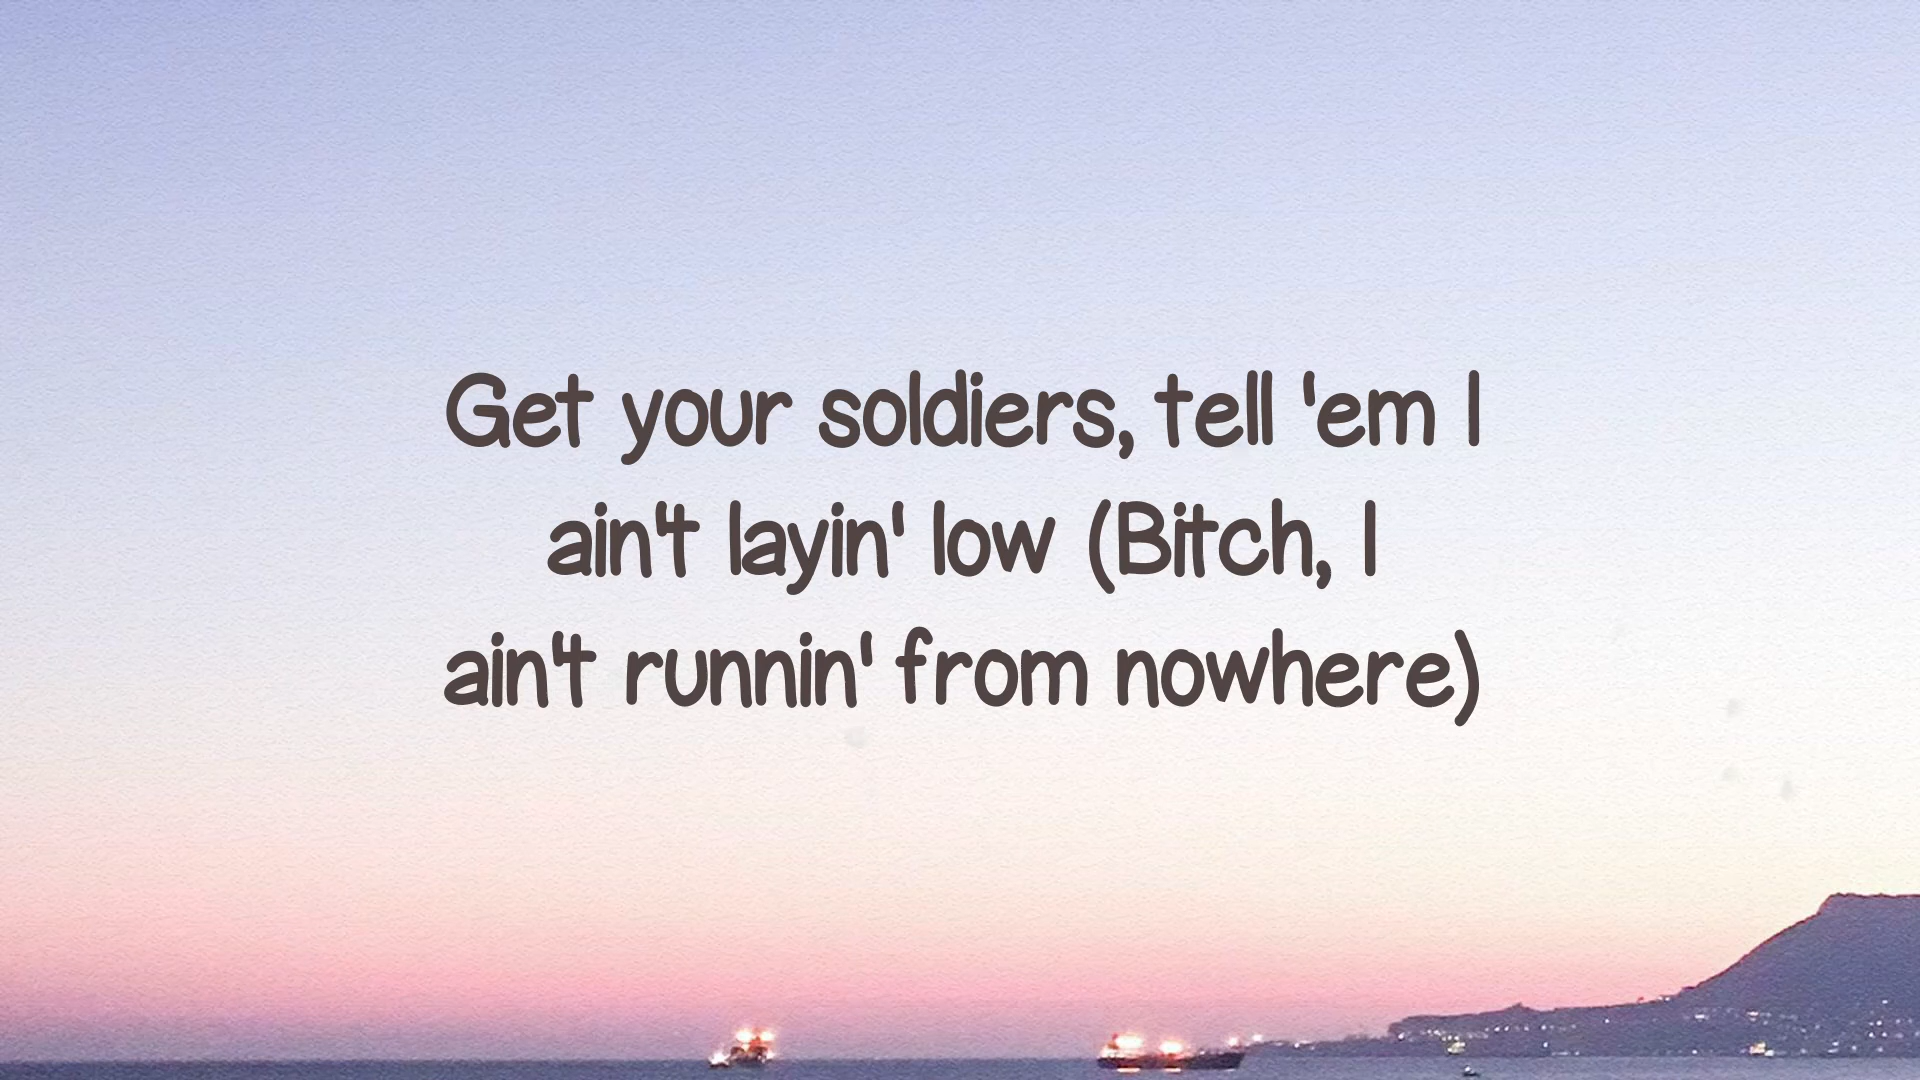 Get your soldiers, tell 'em I
ain't layin' low (Bitch, I
ain't runnin' from nowhere)